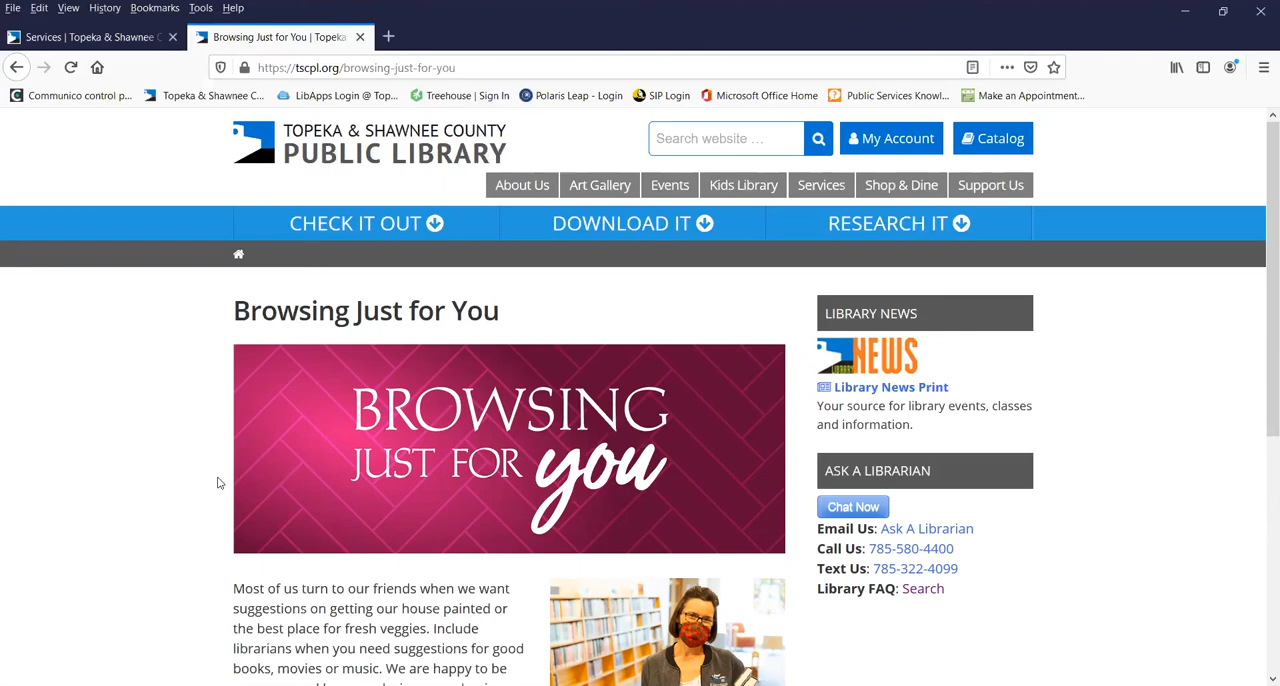 File Edit View History Bookmarks Tools Help
Services | Topeka & Shawnee C
Browsing Just for You | Topeka
https://tscpl.org/browsing-just-for-you
Communico control p...
Topeka & Shawnee C...
LibApps Login @ Top...
Treehouse | Sign In
Polaris Leap - Login
SIP Login
Microsoft Office Home
Public Services Knowl...
Make an Appointment...
TOPEKA & SHAWNEE COUNTY
PUBLIC LIBRARY
Search website ...
My Account
Catalog
About Us
Art Gallery
Events
Kids Library
Services
Shop & Dine
Support Us
CHECK IT OUT
DOWNLOAD IT
RESEARCH IT
Browsing Just for You
BROWSING
JUST FOR you
Most of us turn to our friends when we want
suggestions on getting our house painted or
the best place for fresh veggies. Include
librarians when you need suggestions for good
books, movies or music. We are happy to be
LIBRARY NEWS
LIBRARY NEWS
Library News Print
Your source for library events, classes
and information.
ASK A LIBRARIAN
Chat Now
Email Us: Ask A Librarian
Call Us: 785-580-4400
Text Us: 785-322-4099
Library FAQ: Search